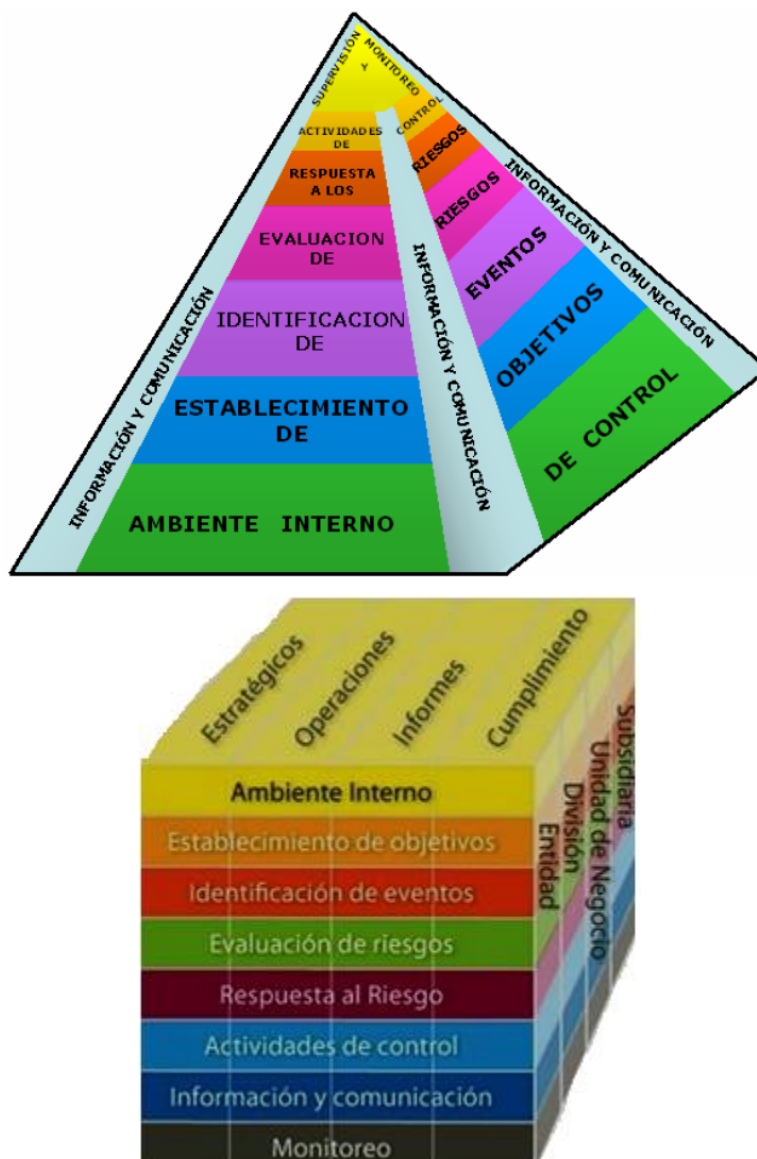 SUPERVISIÓN
Y
MONITOREO
ACTIVIDADES
DE
CONTROL
RESPUESTA
A LOS
RIESGOS
EVALUACION
DE
RIESGOS
IDENTIFICACION
DE
EVENTOS
ESTABLECIMIENTO
DE
OBJETIVOS
AMBIENTE INTERNO
DE CONTROL
INFORMACIÓN Y COMUNICACIÓN
INFORMACIÓN Y COMUNICACIÓN
INFORMACIÓN Y COMUNICACIÓN
Estratégicos
Operaciones
Informes
Cumplimiento
Ambiente Interno
Establecimiento de objetivos
Identificación de eventos
Evaluación de riesgos
Respuesta al Riesgo
Actividades de control
Información y comunicación
Monitoreo
Entidad
División
Unidad de Negocio
Subsidiaria